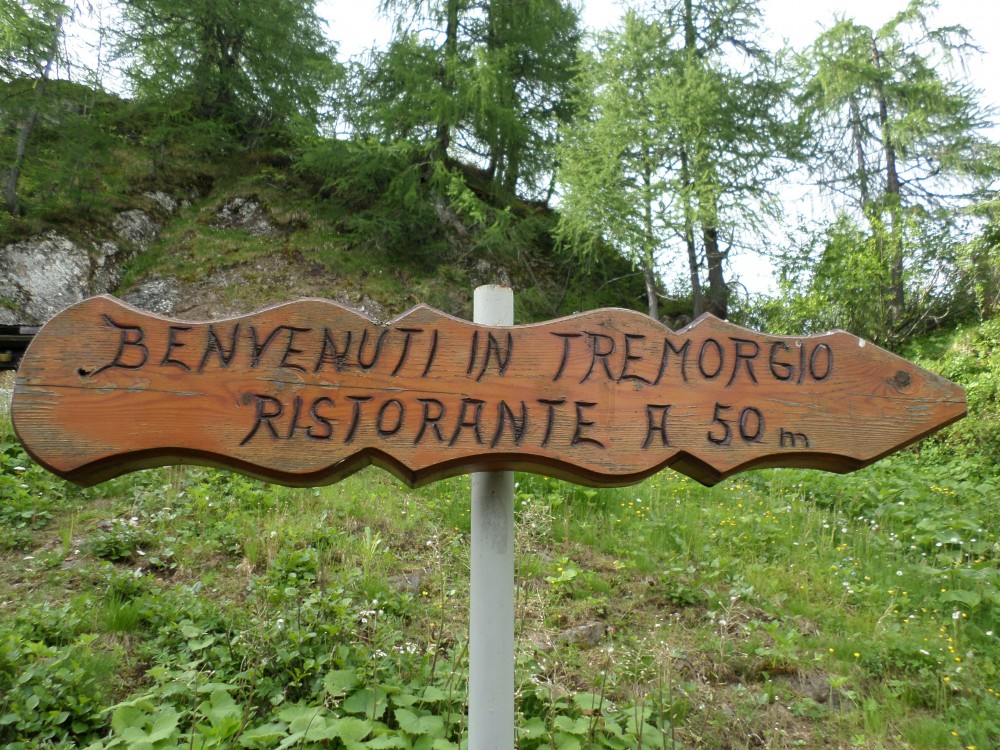 BENVENUTI IN TREMORGIO
RISTORANTE A 50 m